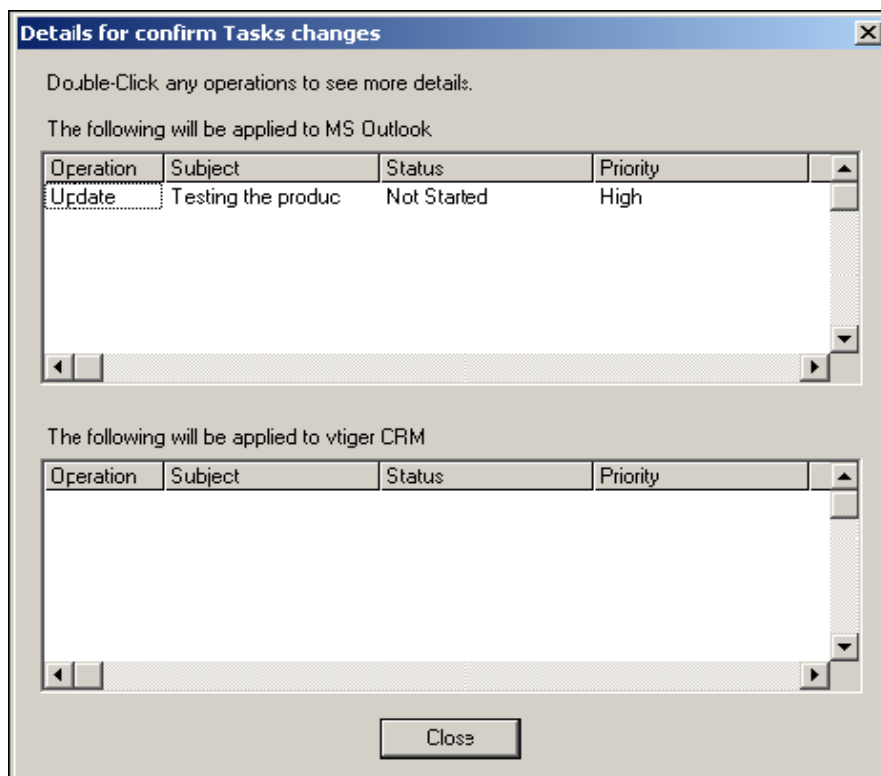 Details for confirm Tasks changes
Double-Click any operations to see more details.
The following will be applied to MS Outlook
Operation Subject Status Priority
Update Testing the produc Not Started High
The following will be applied to vtiger CRM
Operation Subject Status Priority
Close